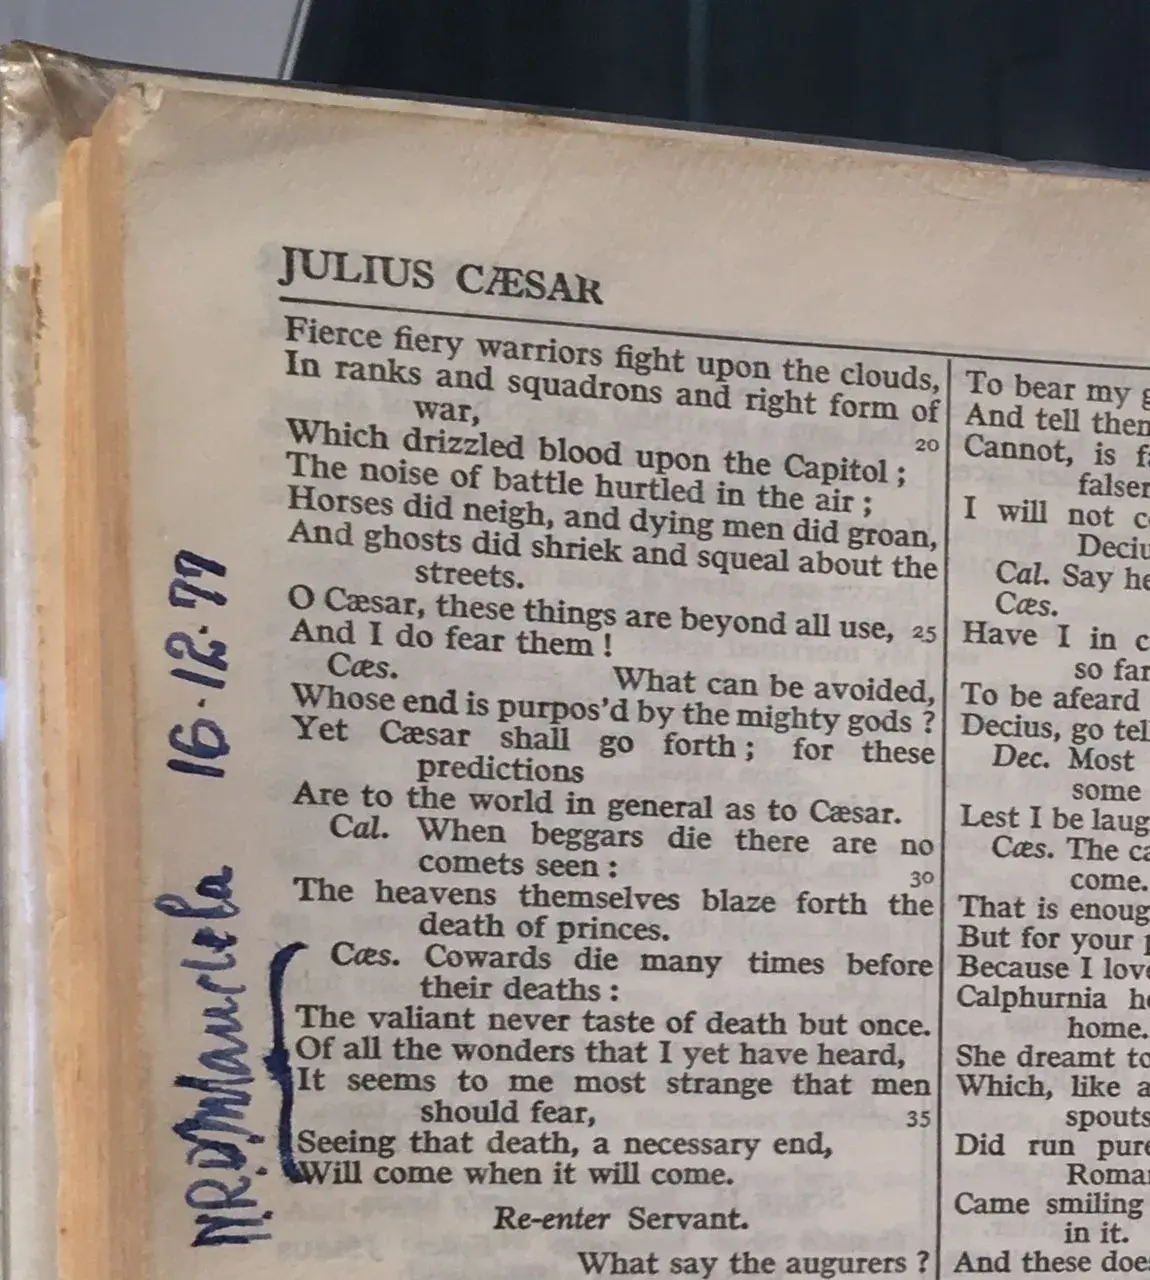 JULIUS CÆSAR
Fierce fiery warriors fight upon the clouds,
In ranks and squadrons and right form of
war,
Which drizzled blood upon the Capitol ; 20
The noise of battle hurtled in the air ;
Horses did neigh, and dying men did groan,
And ghosts did shriek and squeal about the
streets.
O Cæsar, these things are beyond all use, 25
And I do fear them !
Cæs. What can be avoided,
Whose end is purpos'd by the mighty gods ?
Yet Cæsar shall go forth ; for these
predictions
Are to the world in general as to Cæsar.
Cal. When beggars die there are no
comets seen : 30
The heavens themselves blaze forth the
death of princes.
Cæs. Cowards die many times before
their deaths :
The valiant never taste of death but once.
Of all the wonders that I yet have heard,
It seems to me most strange that men
should fear, 35
Seeing that death, a necessary end,
Will come when it will come.
Re-enter Servant.
What say the augurers ?
To bear my
And tell
Cannot, is
falser
I will not
Cal. Say
Cæs.
Have I in
so far
To be afeard
Decius, go
Dec. Most
some
Lest I be
Cæs. The
come.
That is
But for your
Because I
Calphurnia
home.
She dreamt
Which, like
spouts
Did run
Came smiling
in it.
And these
NRDMandela 16-12-77